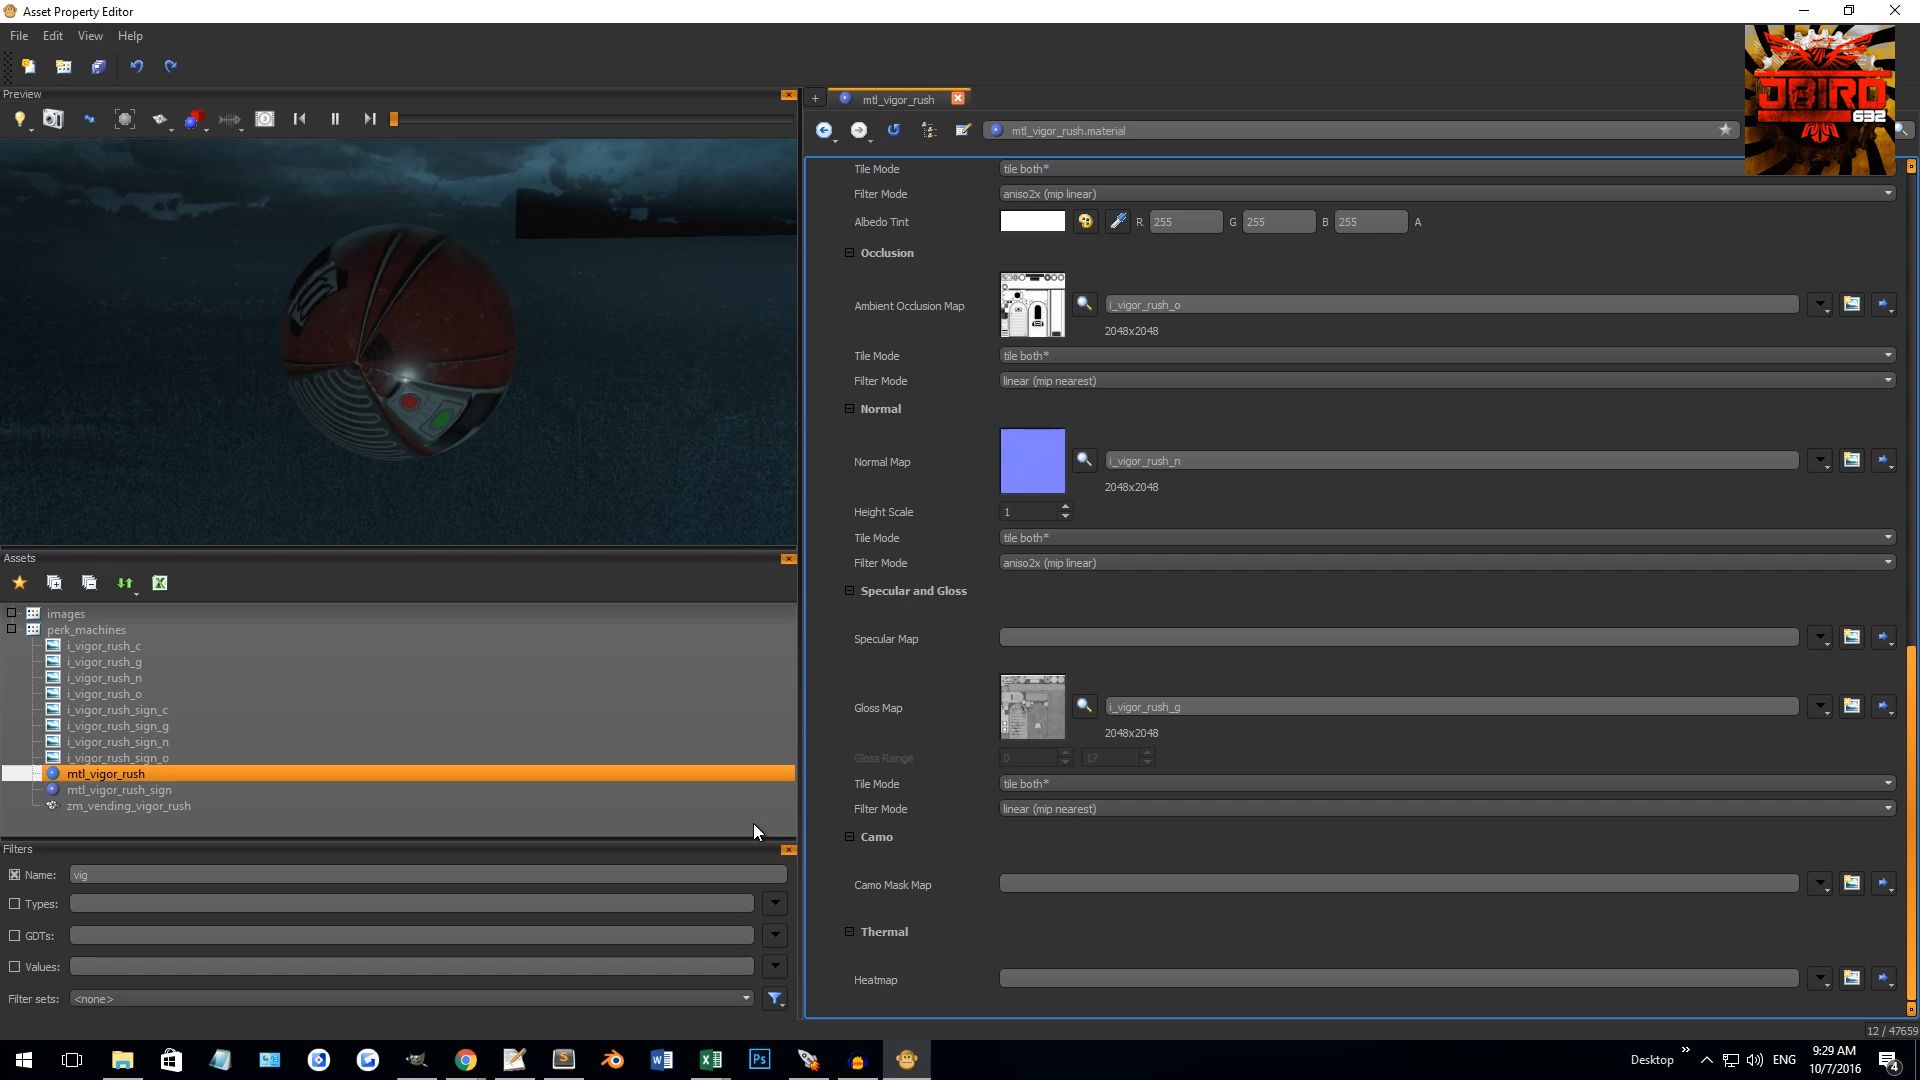 Asset Property Editor
File Edit View Help
JBIRD
632
Preview
mtl_vigor_rush
mtl_vigor_rush.material
Tile Mode tile both*
Filter Mode aniso2x (mip linear)
Albedo Tint R 255 G 255 B 255 A
Occlusion
Ambient Occlusion Map i_vigor_rush_o
2048x2048
Tile Mode tile both*
Filter Mode linear (mip nearest)
Normal
Normal Map i_vigor_rush_n
2048x2048
Height Scale 1
Tile Mode tile both*
Filter Mode aniso2x (mip linear)
Specular and Gloss
Specular Map
Gloss Map i_vigor_rush_g
2048x2048
Gloss Range 0 17
Tile Mode tile both*
Filter Mode linear (mip nearest)
Camo
Camo Mask Map
Thermal
Heatmap
12 / 47659
Assets
images
perk_machines
i_vigor_rush_c
i_vigor_rush_g
i_vigor_rush_n
i_vigor_rush_o
i_vigor_rush_sign_c
i_vigor_rush_sign_g
i_vigor_rush_sign_n
i_vigor_rush_sign_o
mtl_vigor_rush
mtl_vigor_rush_sign
zm_vending_vigor_rush
Filters
Name: vig
Types:
GDTs:
Values:
Filter sets: <none>
Desktop » ENG 9:29 AM
10/7/2016
4